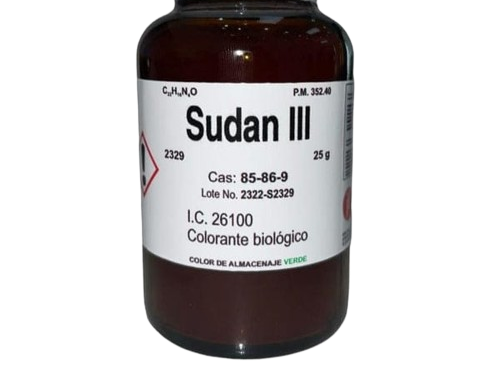 C₂₂H₁₆N₄O P.M. 352.40
Sudan III
2329 25 g
Cas: 85-86-9
Lote No. 2322-S2329
I.C. 26100
Colorante biológico
COLOR DE ALMACENAJE VERDE